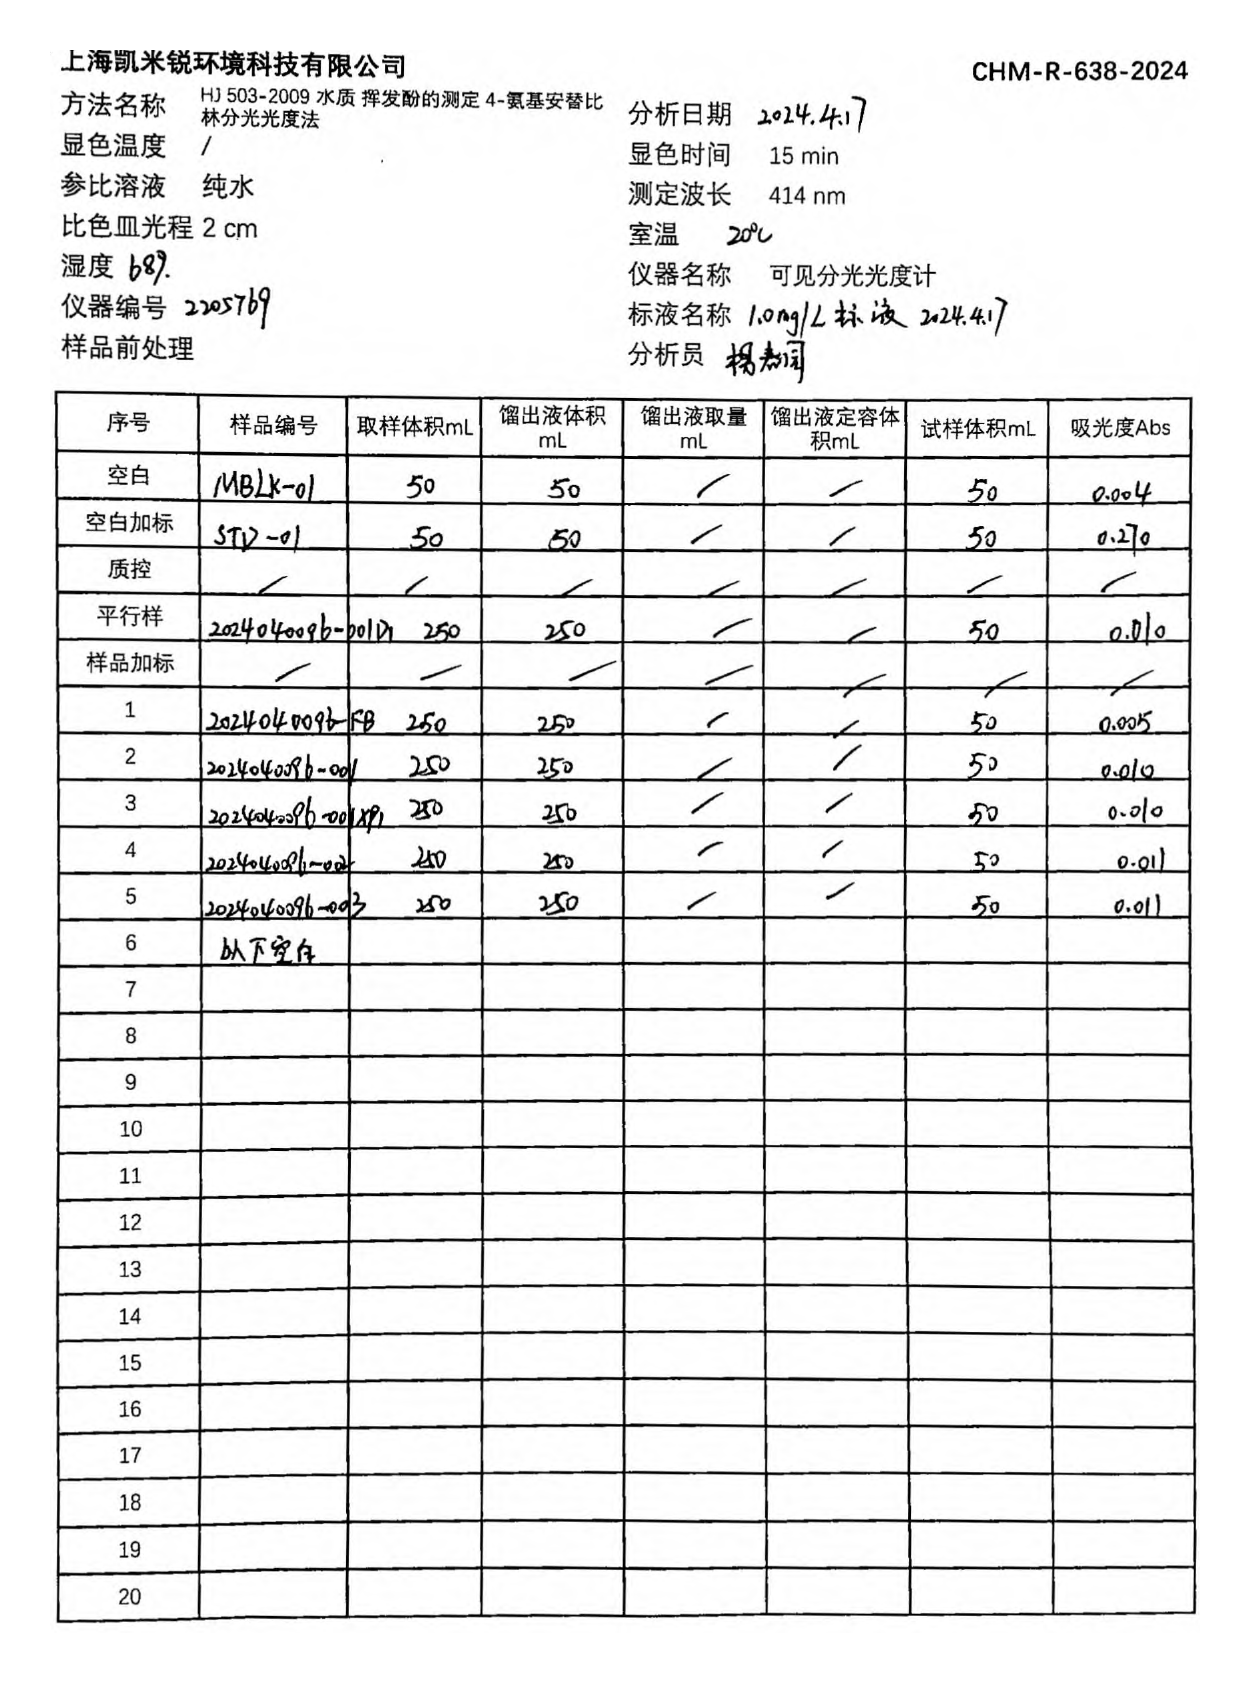 上海凯米锐环境科技有限公司
CHM-R-638-2024
方法名称 HJ 503-2009 水质 挥发酚的测定 4-氨基安替比
林分光光度法
分析日期 2024.4.17
显色温度 /
显色时间 15 min
参比溶液 纯水
测定波长 414 nm
比色皿光程 2 cm
室温 20℃
湿度 68%
仪器名称 可见分光光度计
仪器编号 2205769
标液名称 1.0mg/L 标液 2024.4.17
样品前处理
分析员
序号 样品编号 取样体积mL 馏出液体积mL 馏出液取量mL 馏出液定容体积mL 试样体积mL 吸光度Abs
空白 MBLK-01 50 50 / / 50 0.004
空白加标 STD-01 50 50 / / 50 0.270
质控 / / / / / / /
平行样 2024040096-001D1 250 250 / / 50 0.010
样品加标 / / / / / / /
1 2024040096-FB 250 250 / / 50 0.005
2 2024040096-001 250 250 / / 50 0.010
3 2024040096-001XP1 250 250 / / 50 0.010
4 2024040096-002 250 250 / / 50 0.011
5 2024040096-003 250 250 / / 50 0.011
6 以下空白
7
8
9
10
11
12
13
14
15
16
17
18
19
20